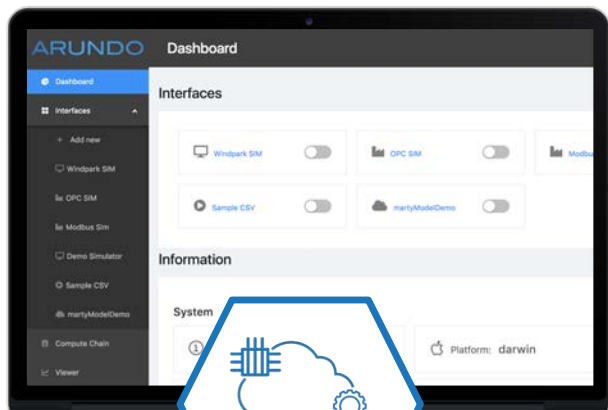 ARUNDO Dashboard
Dashboard
Interfaces
Interfaces
+ Add new
Windpark SIM OPC SIM Modbu
Windpark SIM
OPC SIM
Sample CSV martyModelDemo
Modbus Sim
Demo Simulator
Information
Sample CSV
System
martyModelDemo
Compute Chain
Platform: darwin
Viewer